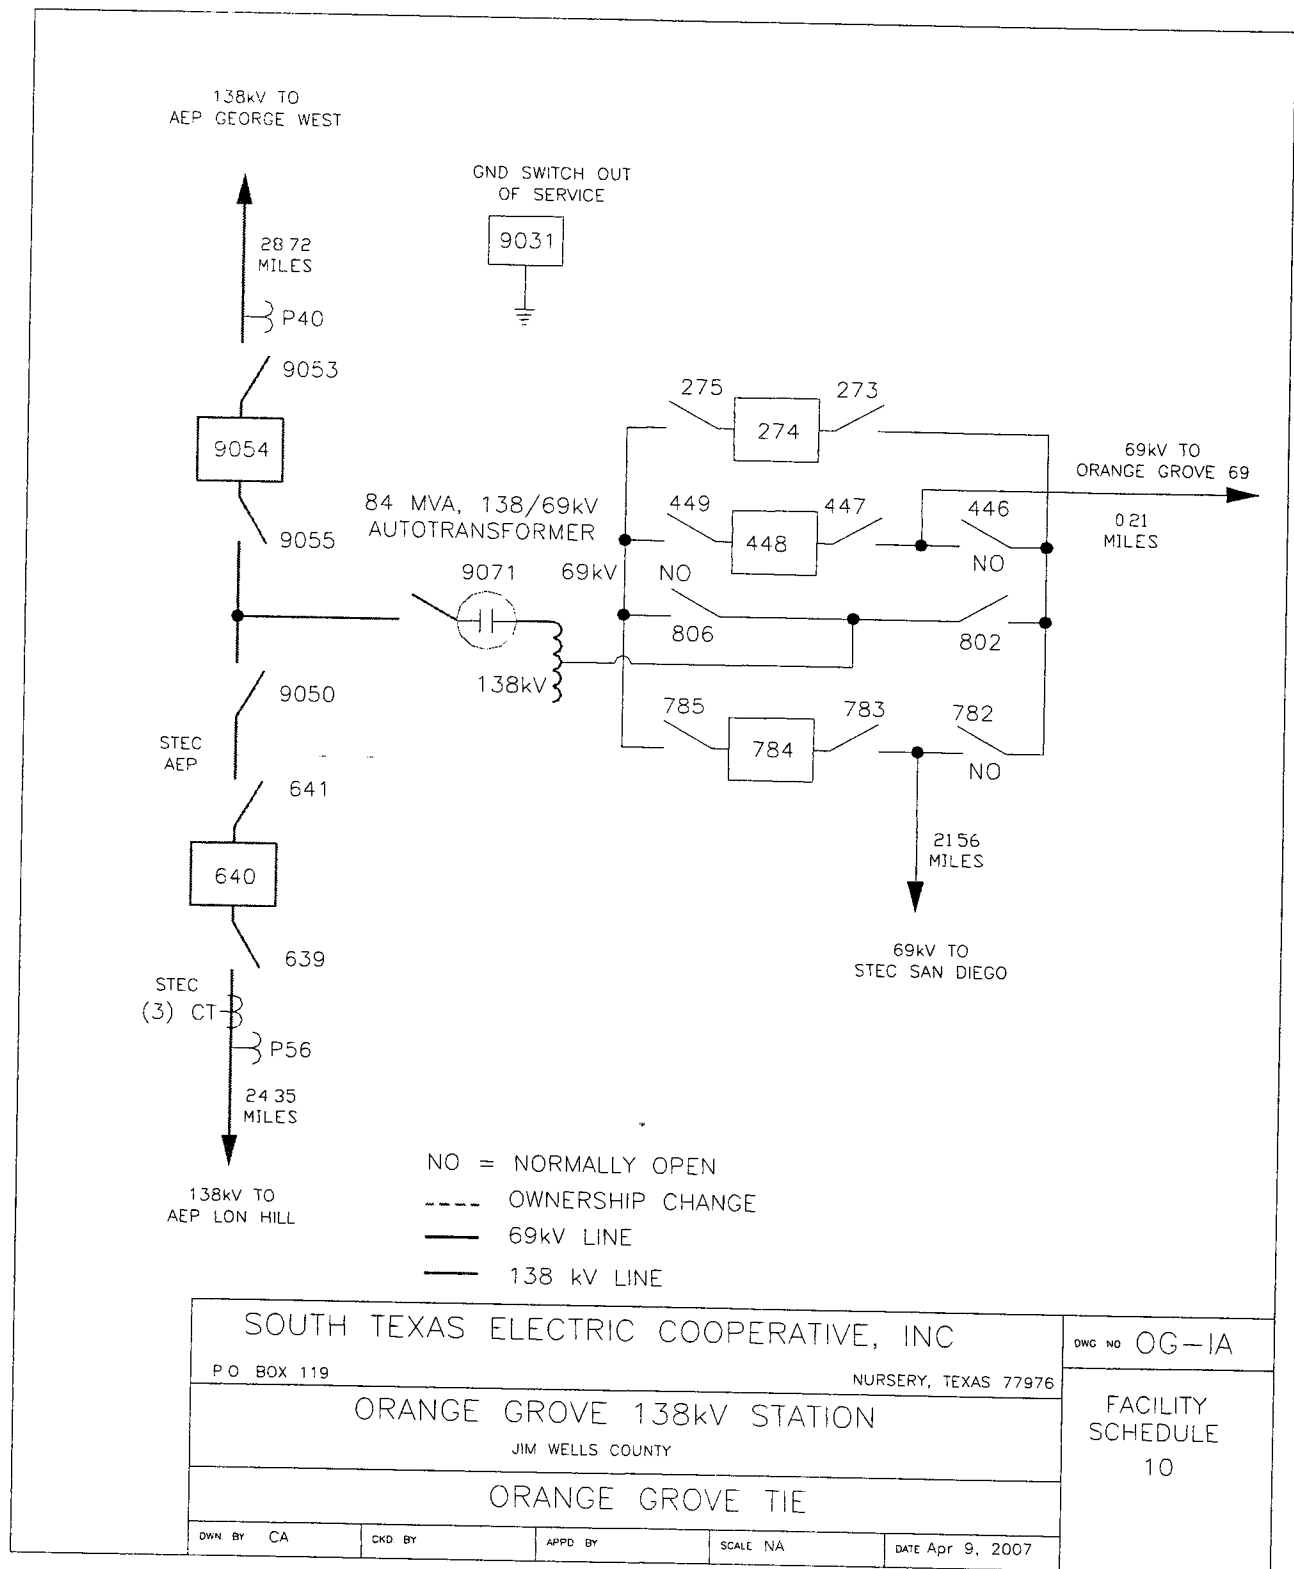 138kV TO
AEP GEORGE WEST
GND SWITCH OUT
OF SERVICE
9031
28 72
MILES
P40
9053
9054
9055
275
273
274
69kV TO
ORANGE GROVE 69
0 21
MILES
84 MVA, 138/69kV
AUTOTRANSFORMER
449
447
446
448
NO
9071
69kV
NO
806
802
138kV
9050
STEC
AEP
641
785
783
782
784
NO
640
21 56
MILES
639
69kV TO
STEC SAN DIEGO
STEC
(3) CT
P56
24 35
MILES
138kV TO
AEP LON HILL
NO = NORMALLY OPEN
---- OWNERSHIP CHANGE
69kV LINE
138 kV LINE
SOUTH TEXAS ELECTRIC COOPERATIVE, INC
P O BOX 119
NURSERY, TEXAS 77976
DWG NO OG-1A
ORANGE GROVE 138kV STATION
JIM WELLS COUNTY
FACILITY
SCHEDULE
10
ORANGE GROVE TIE
DWN BY CA
CKD BY
APPD BY
SCALE NA
DATE Apr 9, 2007